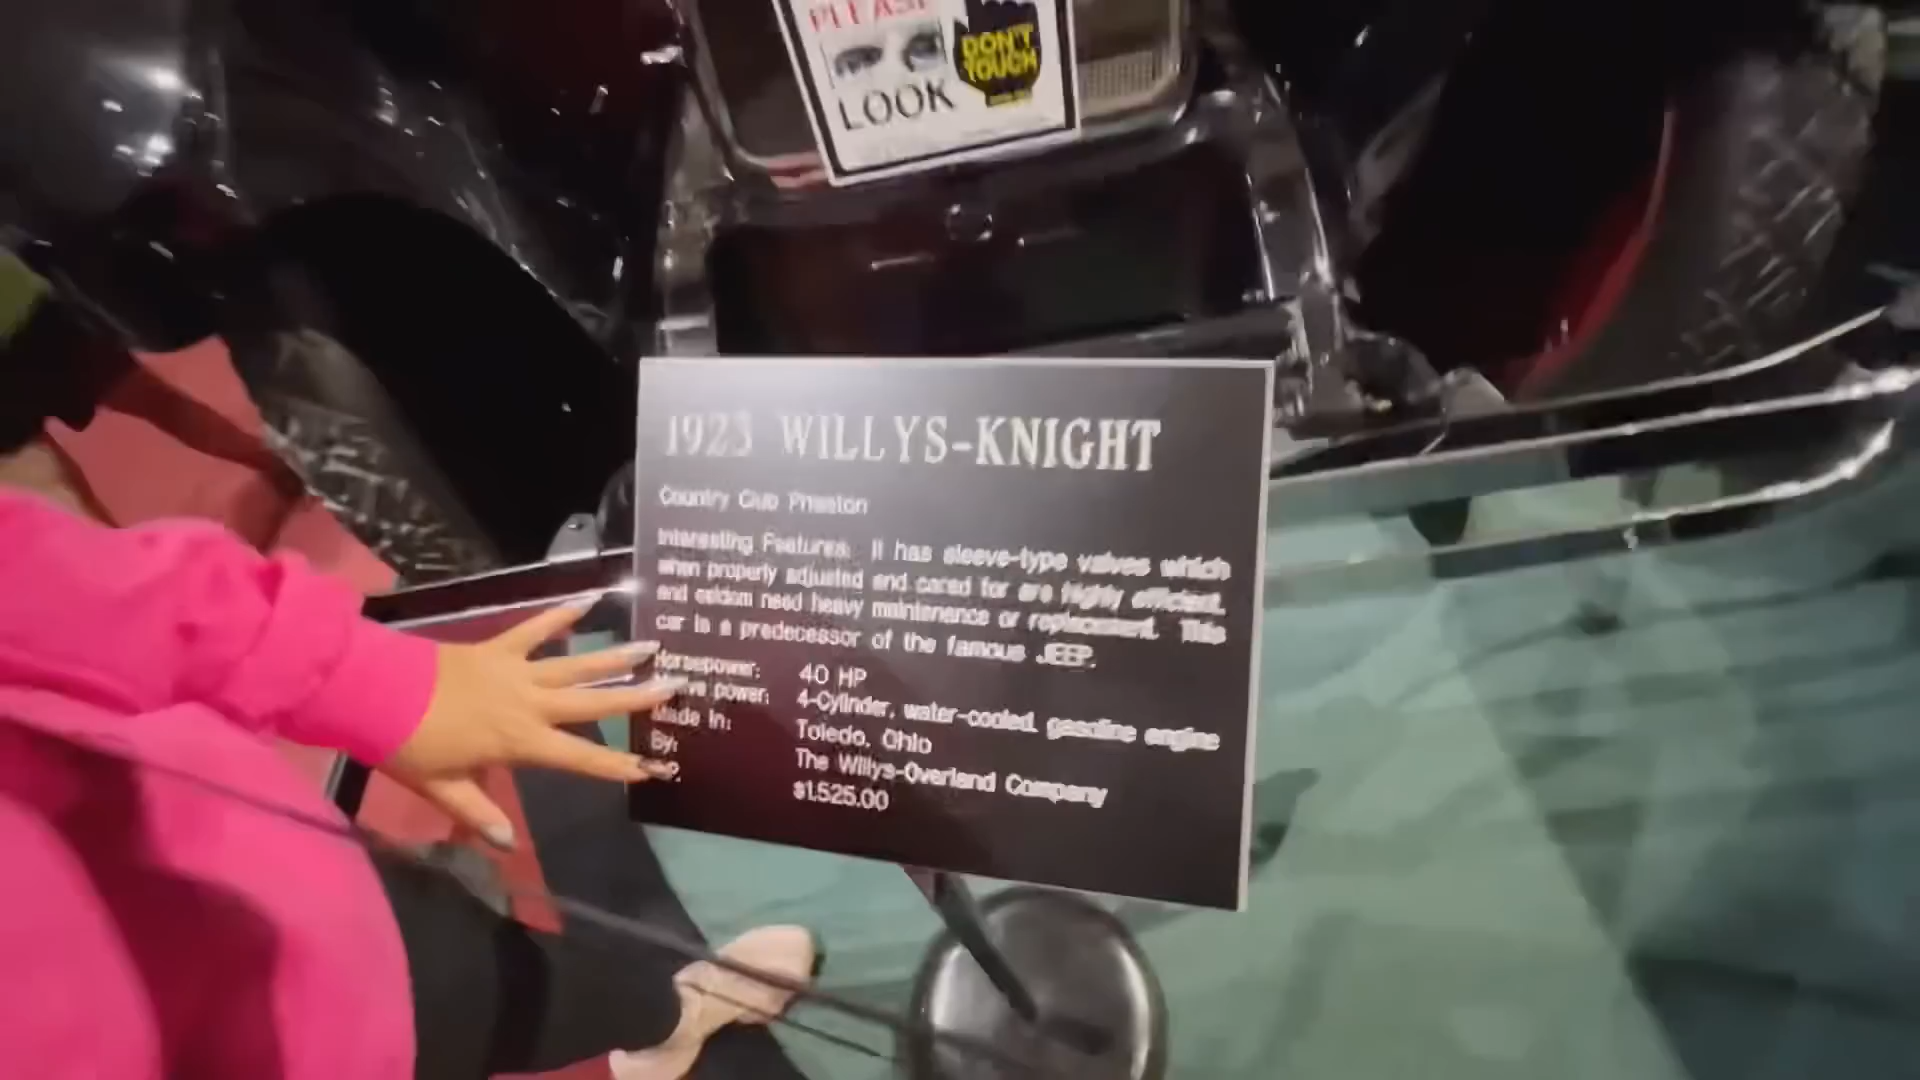 PLEASE
LOOK
DON'T
TOUCH
1923 WILLYS-KNIGHT
Country Club
Interesting Features: It has sleeve-type valves which
when properly adjusted and cared for are highly efficient,
and seldom need heavy maintenance or replacement. This
car is a predecessor of the famous JEEP.
Horsepower: 40 HP
power: 4-Cylinder, water-cooled, gasoline engine
Made In: Toledo, Ohio
By: The Willys-Overland Company
$1,525.00